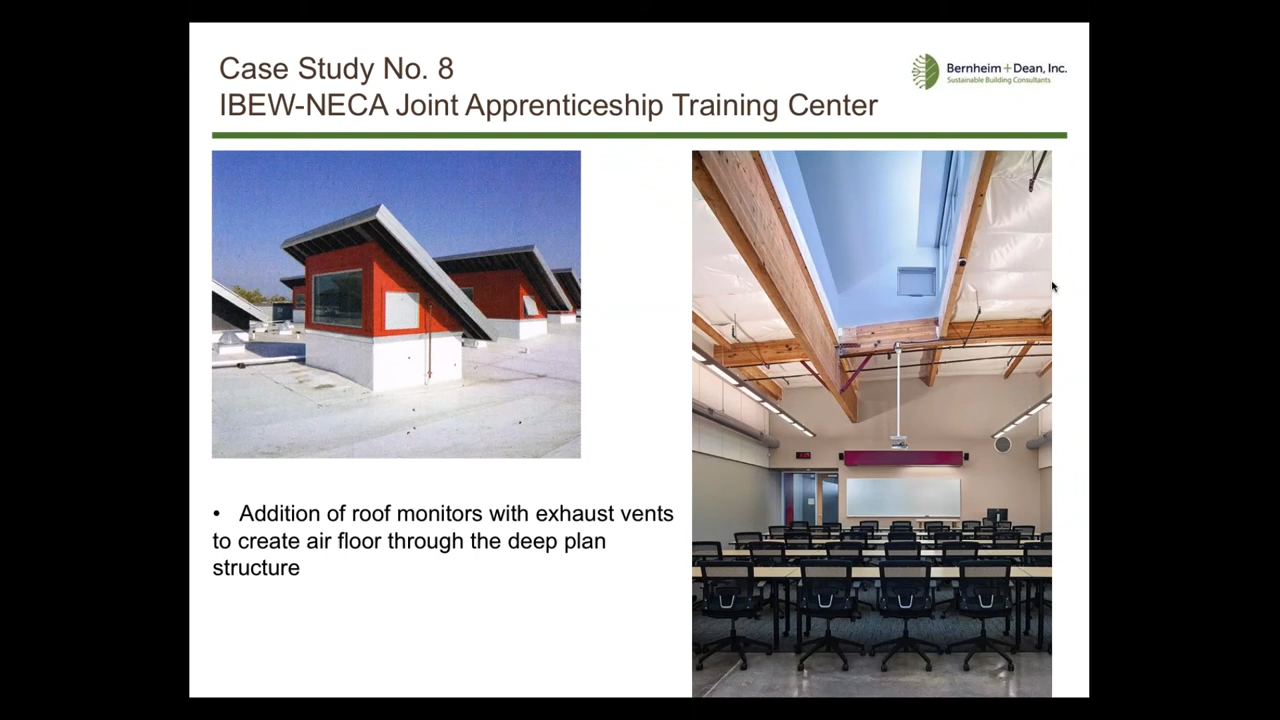 Case Study No. 8
IBEW-NECA Joint Apprenticeship Training Center
Bernheim+Dean, Inc.
Sustainable Building Consultants
• Addition of roof monitors with exhaust vents
to create air floor through the deep plan
structure